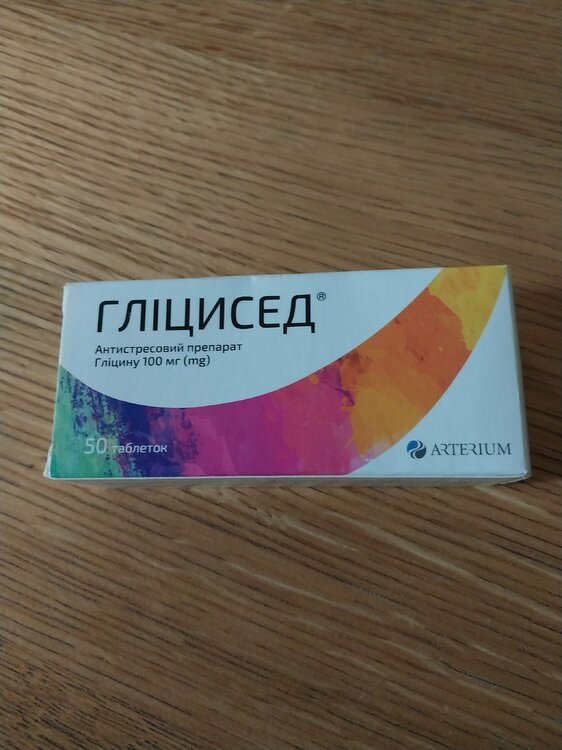 ГЛІЦИСЕД®
Антистресовий препарат
Гліцину 100 мг (mg)
50 таблеток
ARTERIUM